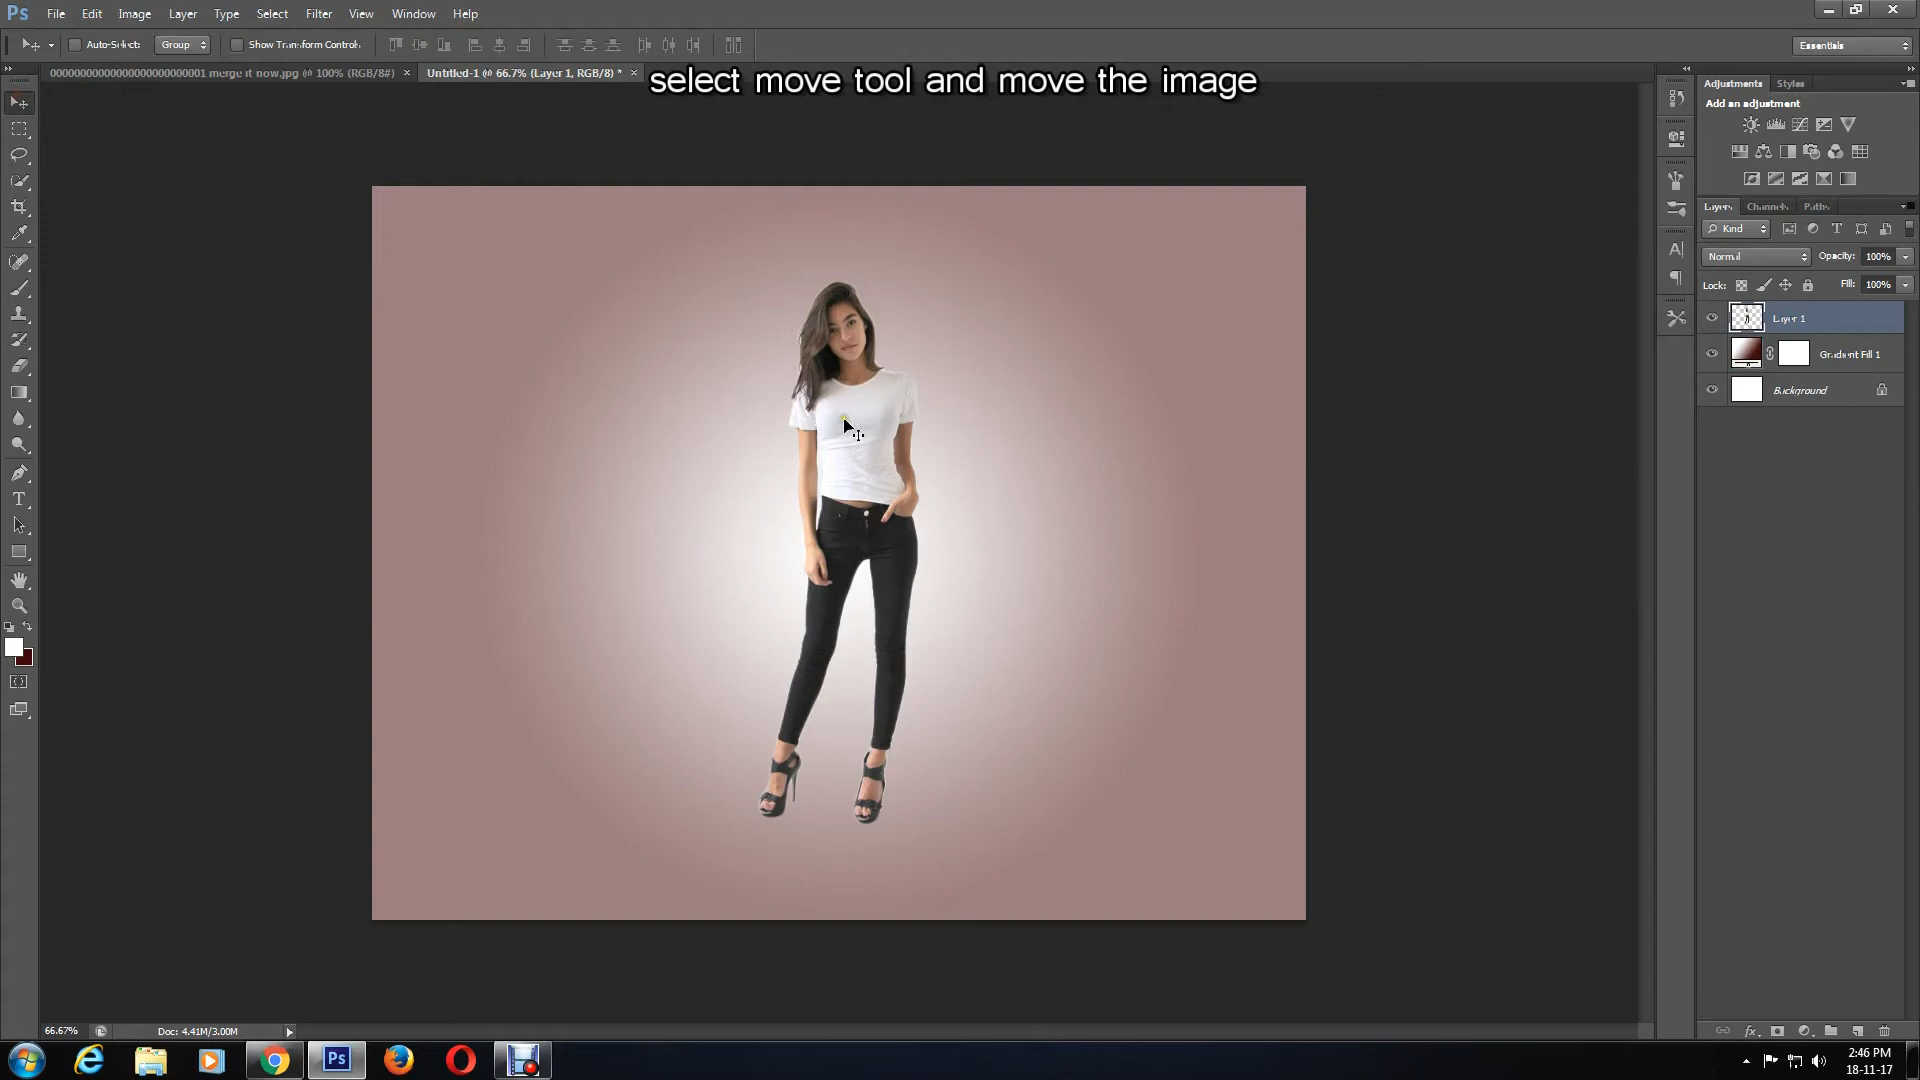 Ps File Edit Image Layer Type Select Filter View Window Help
Auto-Select: Group Show Transform Controls Essentials
00000000000000000000000001 merge it now.jpg @ 100% (RGB/8#) × Untitled-1 @ 66.7% (Layer 1, RGB/8) * ×
select move tool and move the image
Adjustments Styles
Add an adjustment
Layers Channels Paths
Kind
Normal Opacity: 100%
Lock: Fill: 100%
Layer 1
Gradient Fill 1
Background
66.67% Doc: 4.41M/3.00M
Ps 2:46 PM
18-11-17